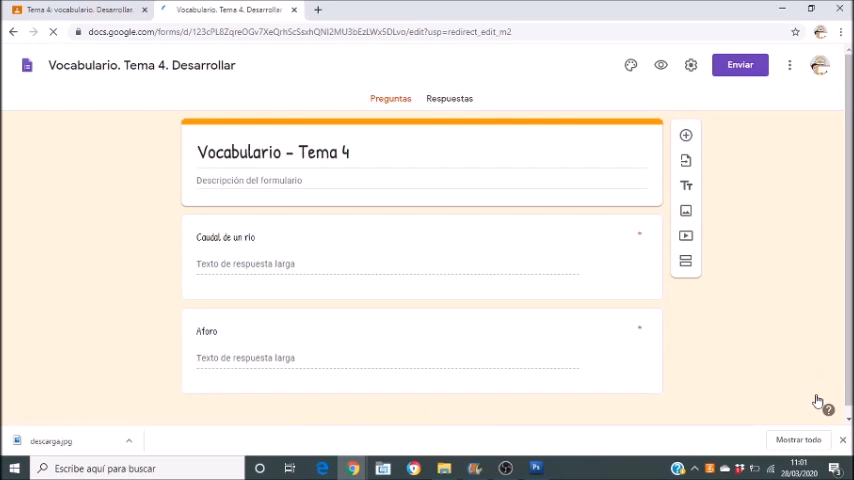 Tema 4: vocabulario. Desarrollar.
Vocabulario. Tema 4. Desarrollar.
docs.google.com/forms/d/123cPL8ZqreOGv7XeQrhScSsxhQNI2MU3bEzLWx5DLvo/edit?usp=redirect_edit_m2
Vocabulario. Tema 4. Desarrollar
Enviar
Preguntas
Respuestas
Vocabulario - Tema 4
Descripción del formulario
Caudal de un río *
Texto de respuesta larga
Aforo *
Texto de respuesta larga
descarga.jpg
Mostrar todo
Escribe aquí para buscar
11:01
28/03/2020